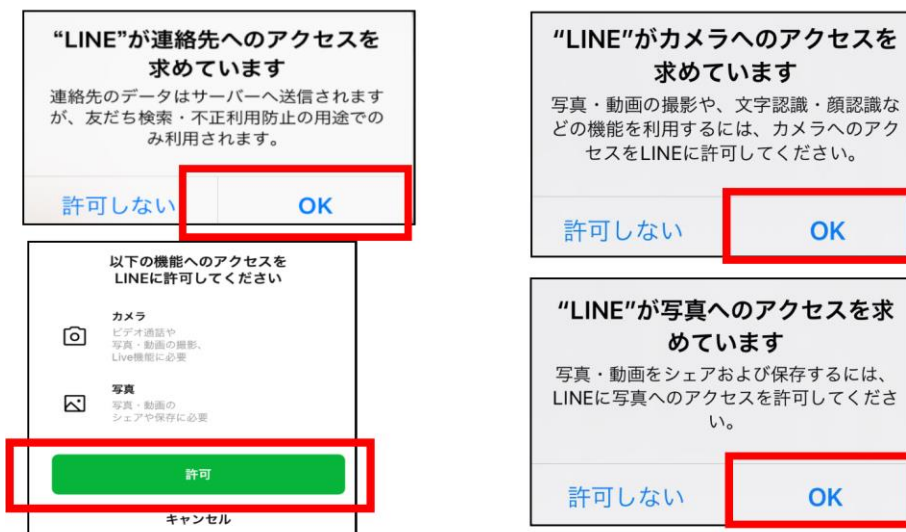 “LINE”が連絡先へのアクセスを
求めています
連絡先のデータはサーバーへ送信されます
が、友だち検索・不正利用防止の用途での
み利用されます。
許可しない
OK
以下の機能へのアクセスを
LINEに許可してください
カメラ
ビデオ通話や
写真・動画の撮影、
Live機能に必要
写真
写真・動画の
シェアや保存に必要
許可
キャンセル
“LINE”がカメラへのアクセスを
求めています
写真・動画の撮影や、文字認識・顔認識な
どの機能を利用するには、カメラへのアク
セスをLINEに許可してください。
許可しない
OK
“LINE”が写真へのアクセスを求
めています
写真・動画をシェアおよび保存するには、
LINEに写真へのアクセスを許可してくださ
い。
許可しない
OK